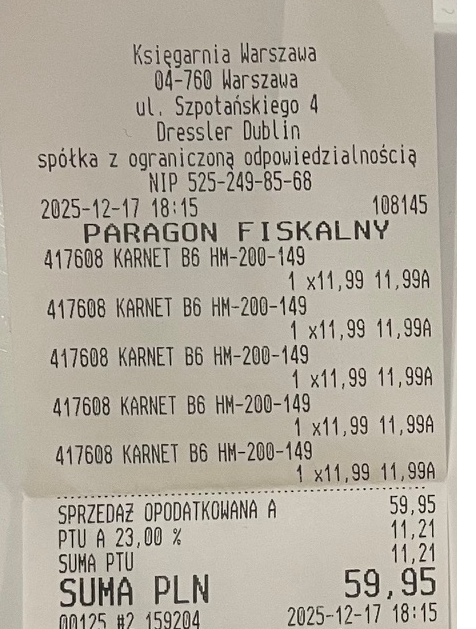 Księgarnia Warszawa
04-760 Warszawa
ul. Szpotańskiego 4
Dressler Dublin
spółka z ograniczoną odpowiedzialnością
NIP 525-249-85-68
2025-12-17 18:15 108145
PARAGON FISKALNY
417608 KARNET B6 HM-200-149
1 x11,99 11,99A
417608 KARNET B6 HM-200-149
1 x11,99 11,99A
417608 KARNET B6 HM-200-149
1 x11,99 11,99A
417608 KARNET B6 HM-200-149
1 x11,99 11,99A
417608 KARNET B6 HM-200-149
1 x11,99 11,99A
SPRZEDAŻ OPODATKOWANA A 59,95
PTU A 23,00 % 11,21
SUMA PTU 11,21
SUMA PLN 59,95
00125 #2 159204 2025-12-17 18:15